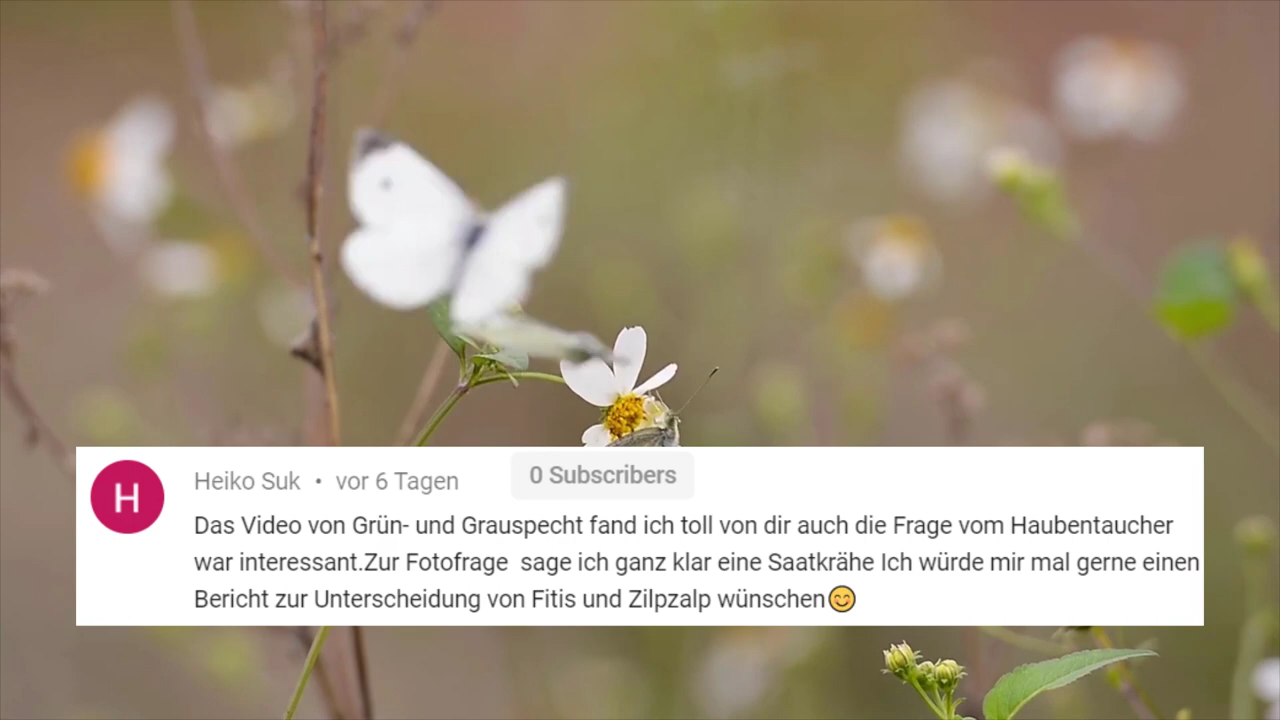 H
Heiko Suk • vor 6 Tagen 0 Subscribers
Das Video von Grün- und Grauspecht fand ich toll von dir auch die Frage vom Haubentaucher
war interessant.Zur Fotofrage  sage ich ganz klar eine Saatkrähe Ich würde mir mal gerne einen
Bericht zur Unterscheidung von Fitis und Zilpzalp wünschen😊